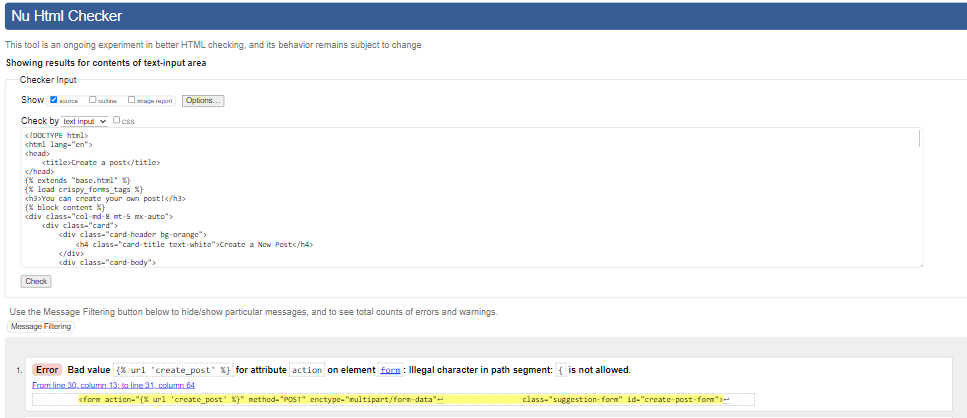 Nu Html Checker
This tool is an ongoing experiment in better HTML checking, and its behavior remains subject to change
Showing results for contents of text-input area
Checker Input
Show source outline image report Options...
Check by text input css
<!DOCTYPE html>
<html lang="en">
<head>
<title>Create a post</title>
</head>
{% extends "base.html" %}
{% load crispy_forms_tags %}
<h3>You can create your own post!</h3>
{% block content %}
<div class="col-md-8 mt-5 mx-auto">
<div class="card">
<div class="card-header bg-orange">
<h4 class="card-title text-white">Create a New Post</h4>
</div>
<div class="card-body">
Check
Use the Message Filtering button below to hide/show particular messages, and to see total counts of errors and warnings.
Message Filtering
1. Error Bad value {% url 'create_post' %} for attribute action on element form: Illegal character in path segment: { is not allowed.
From line 30, column 13; to line 31, column 64
<form action="{% url 'create_post' %}" method="POST" enctype="multipart/form-data"↩ class="suggestion-form" id="create-post-form">↩